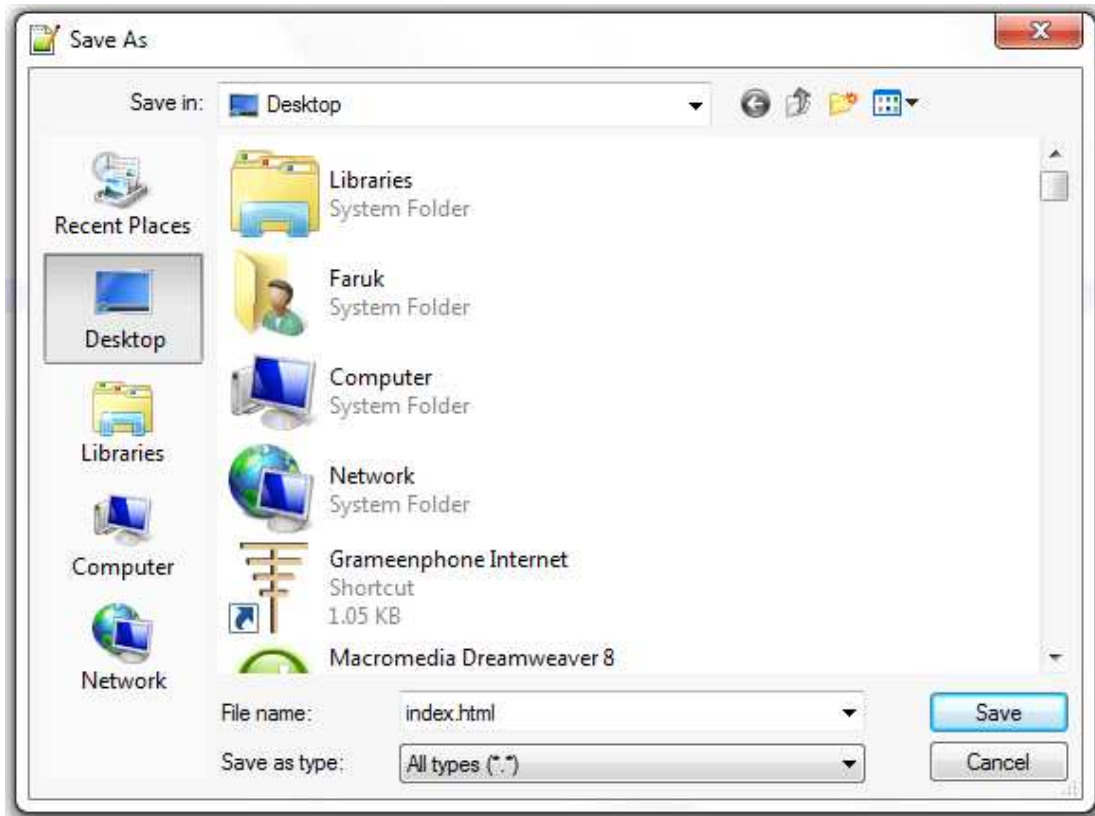 Save As
Save in: Desktop
Recent Places
Desktop
Libraries
Computer
Network
Libraries
System Folder
Faruk
System Folder
Computer
System Folder
Network
System Folder
Grameenphone Internet
Shortcut
1.05 KB
Macromedia Dreamweaver 8
File name: index.html Save
Save as type: All types (*.*) Cancel